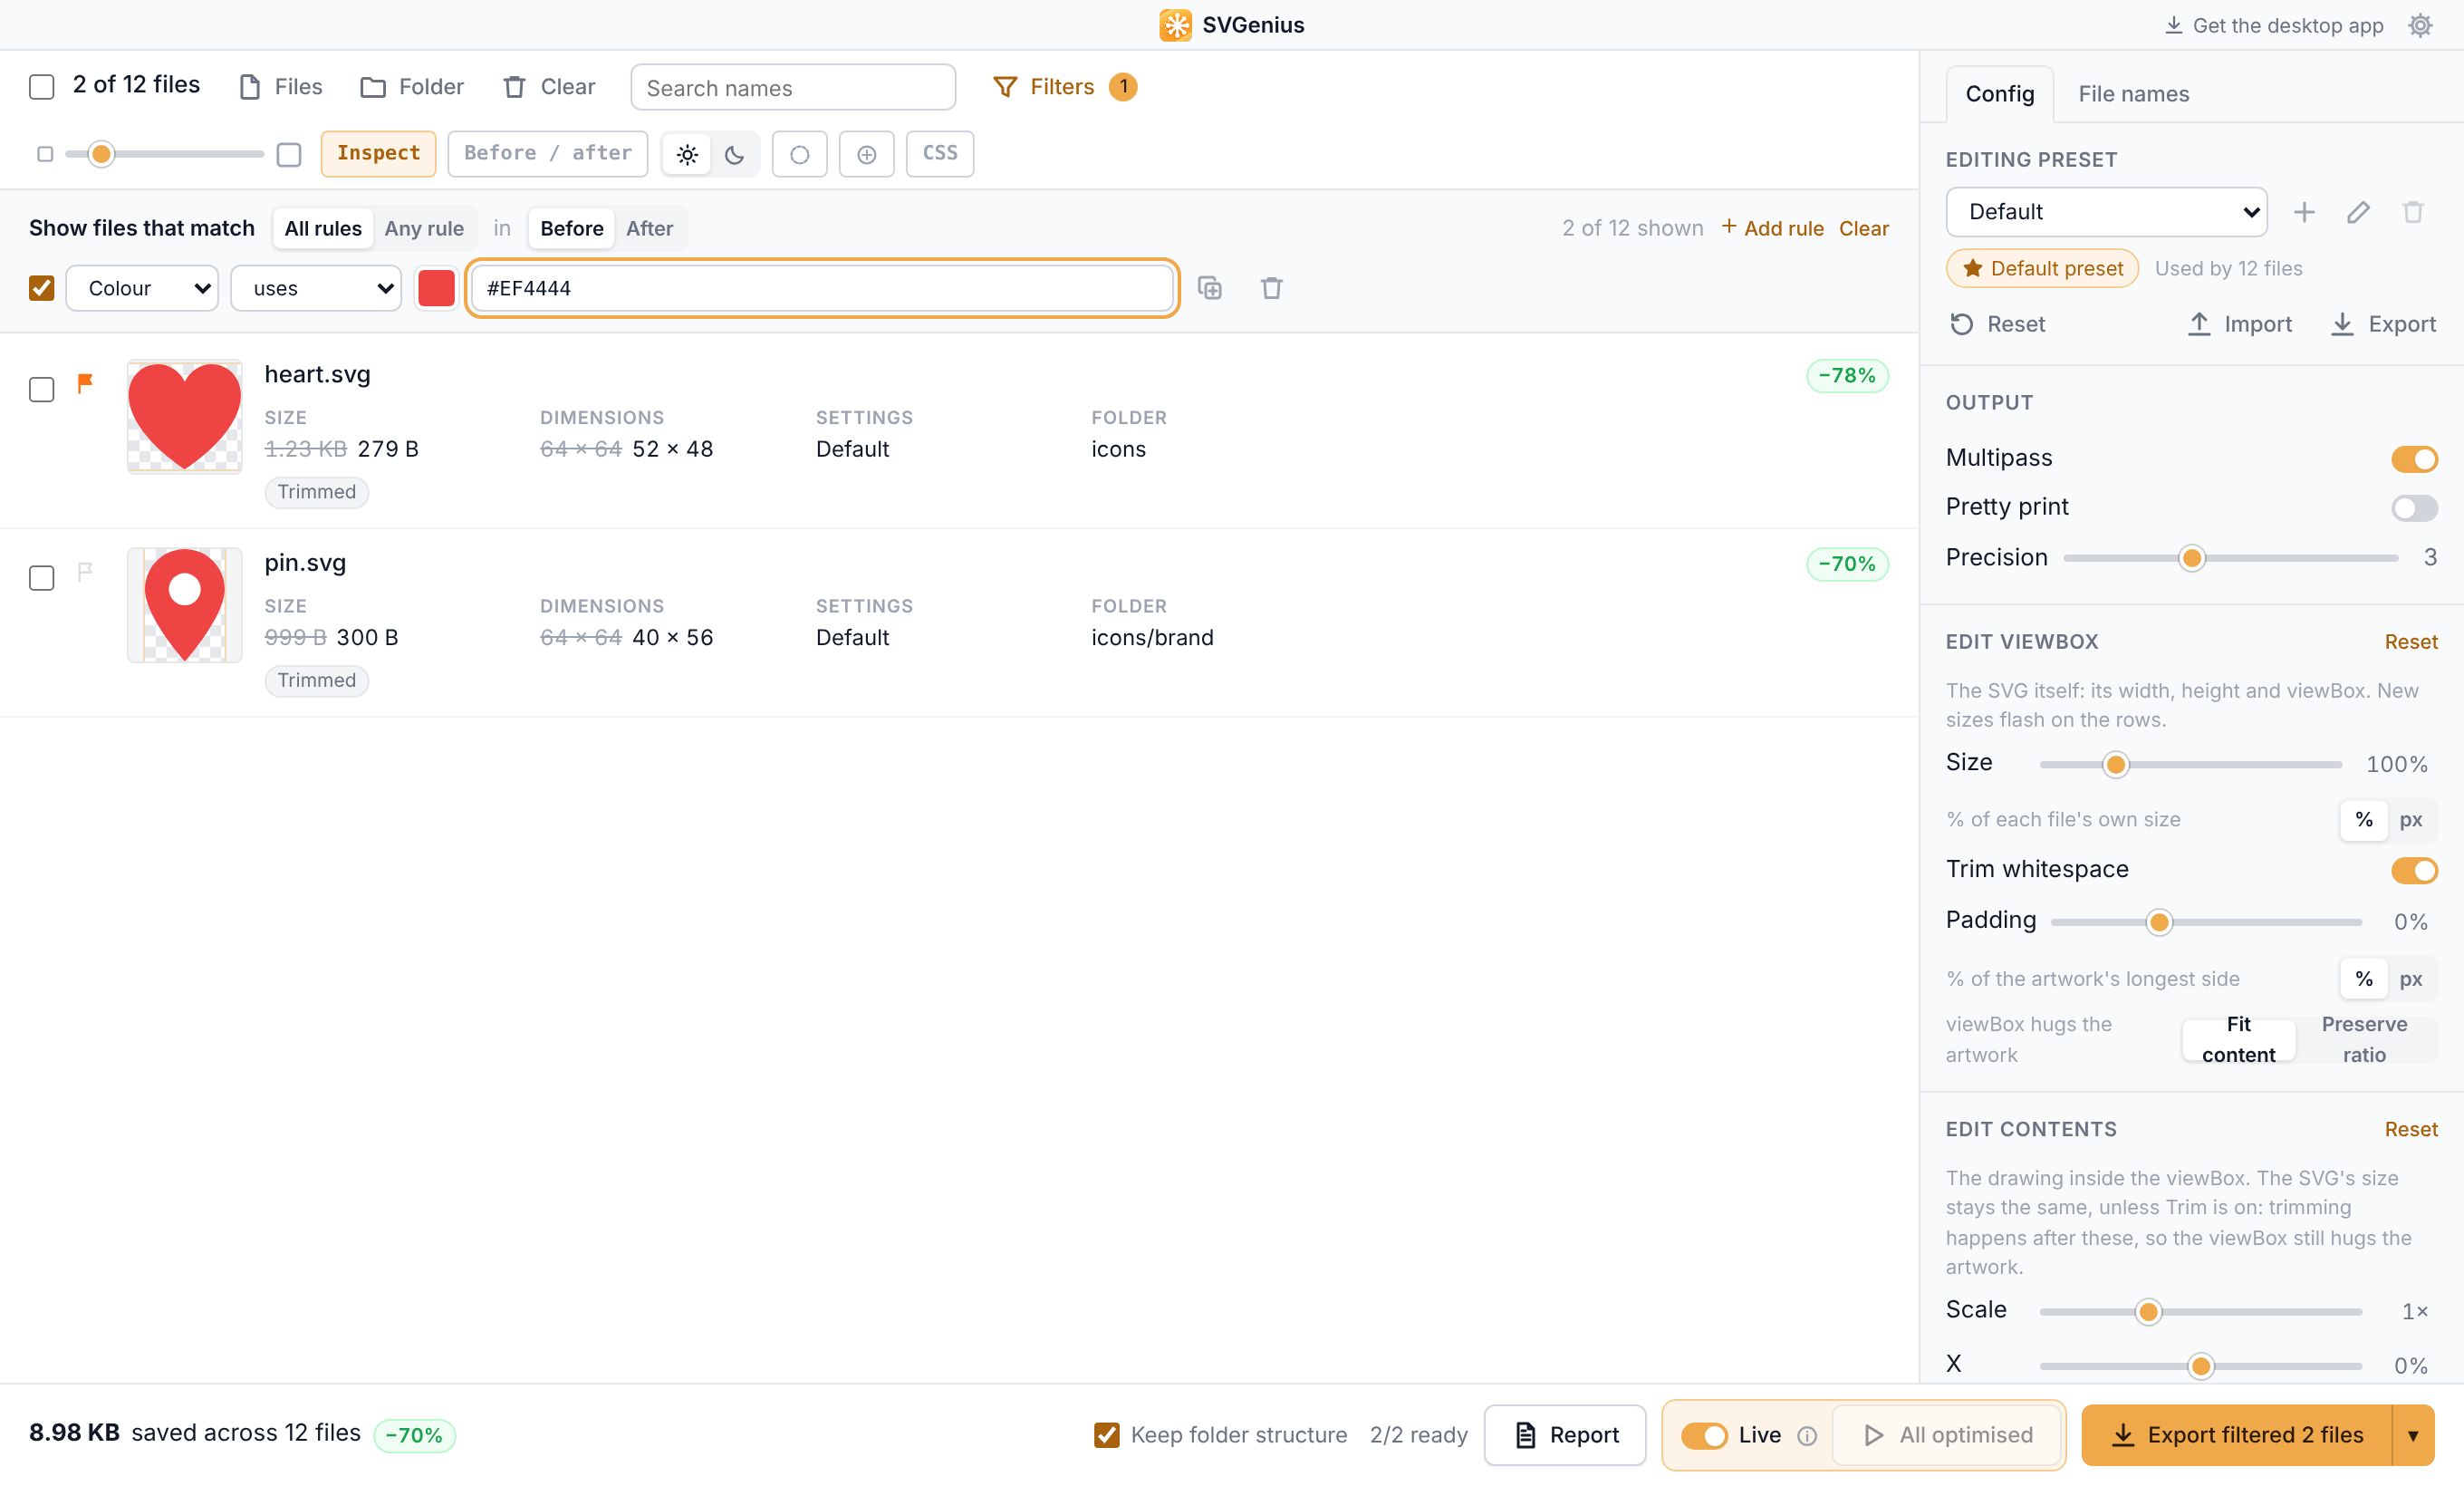 SVGenius
Get the desktop app
2 of 12 files
Files
Folder
Clear
Search names
Filters 1
Inspect
Before / after
CSS
Show files that match
All rules
Any rule
in
Before
After
2 of 12 shown
+ Add rule
Clear
Colour
uses
#EF4444
heart.svg
−78%
SIZE
DIMENSIONS
SETTINGS
FOLDER
1.23 KB 279 B
64 × 64 52 × 48
Default
icons
Trimmed
pin.svg
−70%
SIZE
DIMENSIONS
SETTINGS
FOLDER
999 B 300 B
64 × 64 40 × 56
Default
icons/brand
Trimmed
Config
File names
EDITING PRESET
Default
Default preset
Used by 12 files
Reset
Import
Export
OUTPUT
Multipass
Pretty print
Precision
3
EDIT VIEWBOX
Reset
The SVG itself: its width, height and viewBox. New
sizes flash on the rows.
Size
100%
% of each file's own size
%
px
Trim whitespace
Padding
0%
% of the artwork's longest side
%
px
viewBox hugs the
artwork
Fit
content
Preserve
ratio
EDIT CONTENTS
Reset
The drawing inside the viewBox. The SVG's size
stays the same, unless Trim is on: trimming
happens after these, so the viewBox still hugs the
artwork.
Scale
1×
X
0%
8.98 KB saved across 12 files
−70%
Keep folder structure
2/2 ready
Report
Live
All optimised
Export filtered 2 files